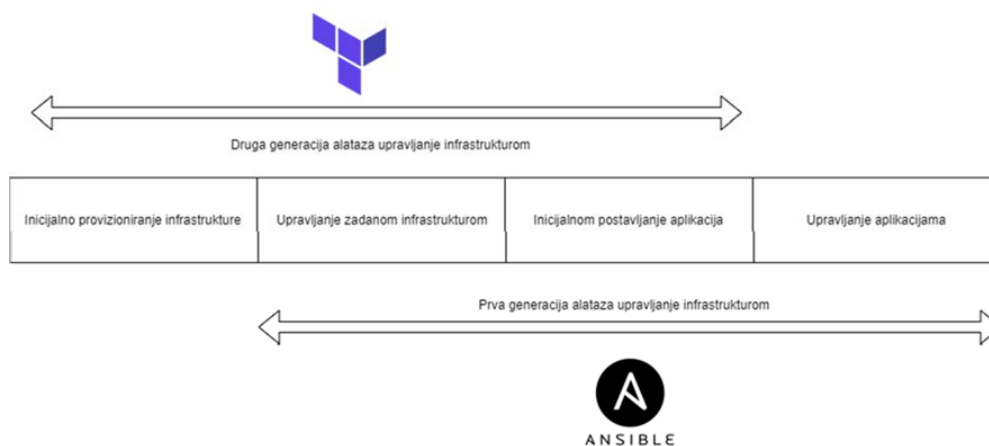 Druga generacija alataza upravljanje infrastrukturom
Inicijalno provizioniranje infrastrukture
Upravljanje zadanom infrastrukturom
Inicijalnom postavljanje aplikacija
Upravljanje aplikacijama
Prva generacija alataza upravljanje infrastrukturom
ANSIBLE